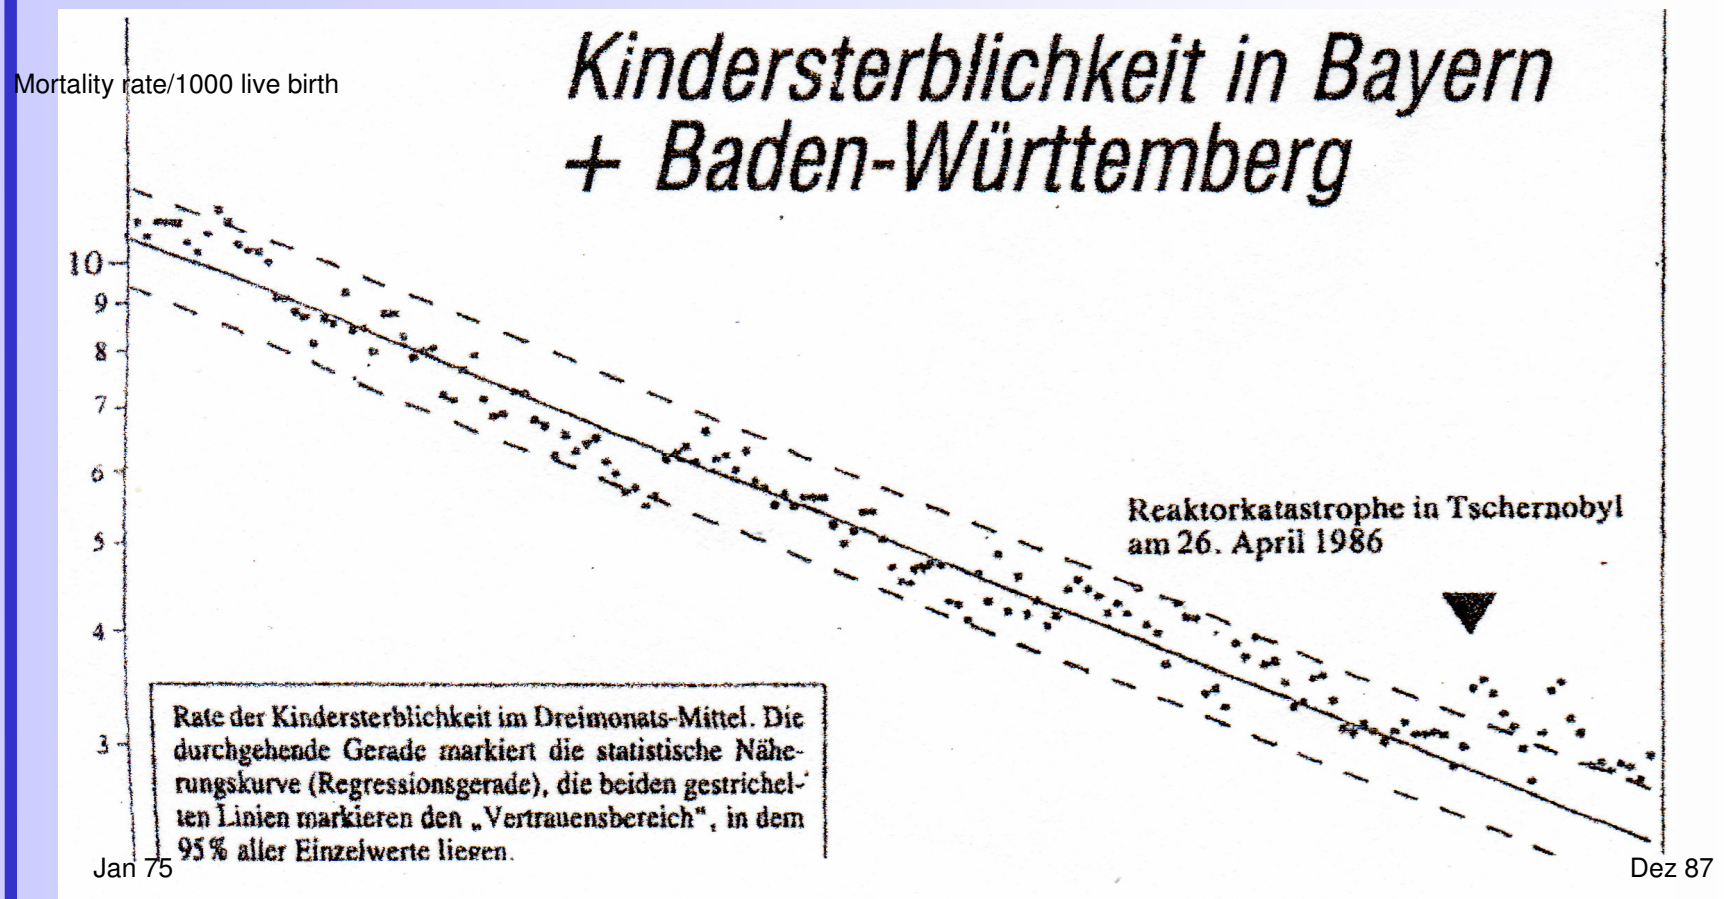 Kindersterblichkeit in Bayern
+ Baden-Württemberg
Mortality rate/1000 live birth
10
9
8
7
6
5
4
3
Reaktorkatastrophe in Tschernobyl
am 26. April 1986
Rate der Kindersterblichkeit im Dreimonats-Mittel. Die
durchgehende Gerade markiert die statistische Nähe-
rungskurve (Regressionsgerade), die beiden gestrichel-
ten Linien markieren den „Vertrauensbereich“, in dem
95% aller Einzelwerte liegen.
Jan 75
Dez 87